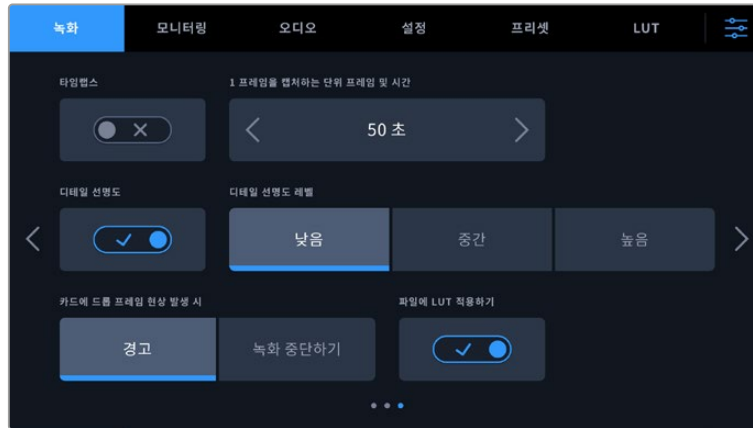 녹화 모니터링 오디오 설정 프리셋 LUT
타임랩스 1 프레임을 캡처하는 단위 프레임 및 시간
50 초
디테일 선명도 디테일 선명도 레벨
낮음 중간 높음
카드에 드롭 프레임 현상 발생 시 파일에 LUT 적용하기
경고 녹화 중단하기